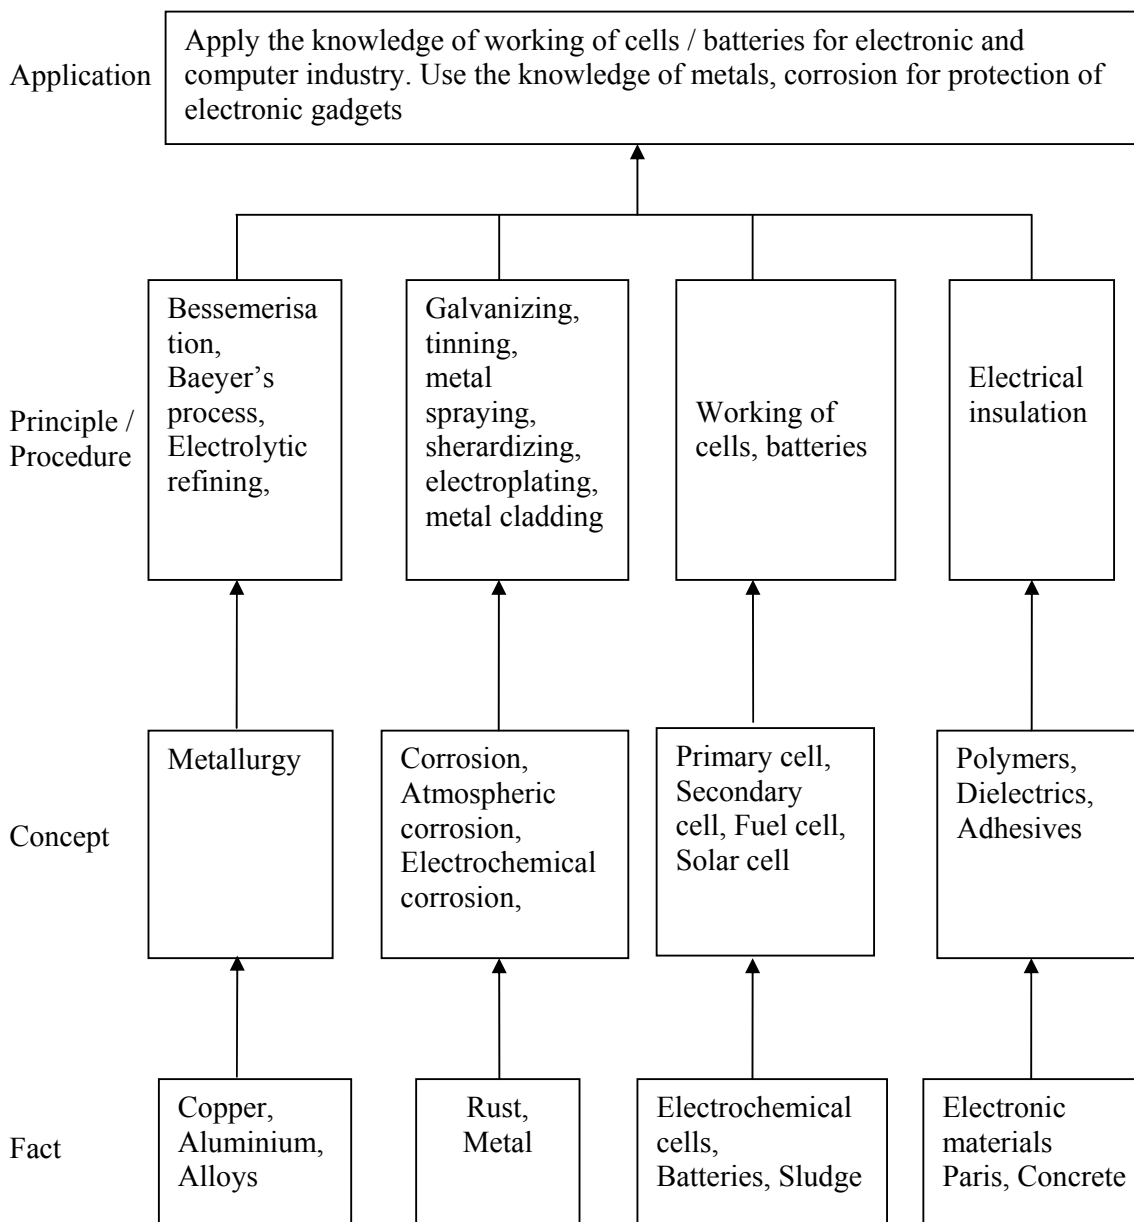 Application
Apply the knowledge of working of cells / batteries for electronic and
computer industry. Use the knowledge of metals, corrosion for protection of
electronic gadgets
Principle /
Procedure
Bessemerisa
tion,
Baeyer’s
process,
Electrolytic
refining,
Galvanizing,
tinning,
metal
spraying,
sherardizing,
electroplating,
metal cladding
Working of
cells, batteries
Electrical
insulation
Concept
Metallurgy
Corrosion,
Atmospheric
corrosion,
Electrochemical
corrosion,
Primary cell,
Secondary
cell, Fuel cell,
Solar cell
Polymers,
Dielectrics,
Adhesives
Fact
Copper,
Aluminium,
Alloys
Rust,
Metal
Electrochemical
cells,
Batteries, Sludge
Electronic
materials
Paris, Concrete